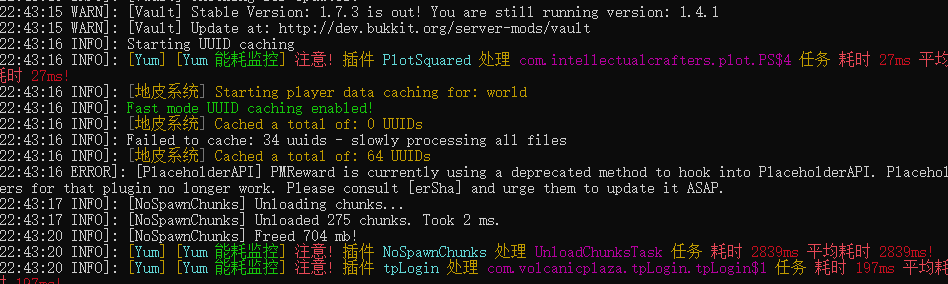 22:43:15 WARN]: [Vault] Stable Version: 1.7.3 is out! You are still running version: 1.4.1
22:43:15 WARN]: [Vault] Update at: http://dev.bukkit.org/server-mods/vault
22:43:16 INFO]: Starting UUID caching
22:43:16 INFO]: [Yum] [Yum 能耗监控] 注意! 插件 PlotSquared 处理 com.intellectualcrafters.plot.PS$4 任务 耗时 27ms 平均
耗时 27ms!
22:43:16 INFO]: [地皮系统] Starting player data caching for: world
22:43:16 INFO]: Fast mode UUID caching enabled!
22:43:16 INFO]: [地皮系统] Cached a total of: 0 UUIDs
22:43:16 INFO]: Failed to cache: 34 uuids - slowly processing all files
22:43:16 INFO]: [地皮系统] Cached a total of: 64 UUIDs
22:43:16 ERROR]: [PlaceholderAPI] PMReward is currently using a deprecated method to hook into PlaceholderAPI. Placehol
ers for that plugin no longer work. Please consult [erSha] and urge them to update it ASAP.
22:43:17 INFO]: [NoSpawnChunks] Unloading chunks...
22:43:17 INFO]: [NoSpawnChunks] Unloaded 275 chunks. Took 2 ms.
22:43:20 INFO]: [NoSpawnChunks] Freed 704 mb!
22:43:20 INFO]: [Yum] [Yum 能耗监控] 注意! 插件 NoSpawnChunks 处理 UnloadChunksTask 任务 耗时 2839ms 平均耗时 2839ms!
22:43:20 INFO]: [Yum] [Yum 能耗监控] 注意! 插件 tpLogin 处理 com.volcanicplaza.tpLogin.tpLogin$1 任务 耗时 197ms 平均耗